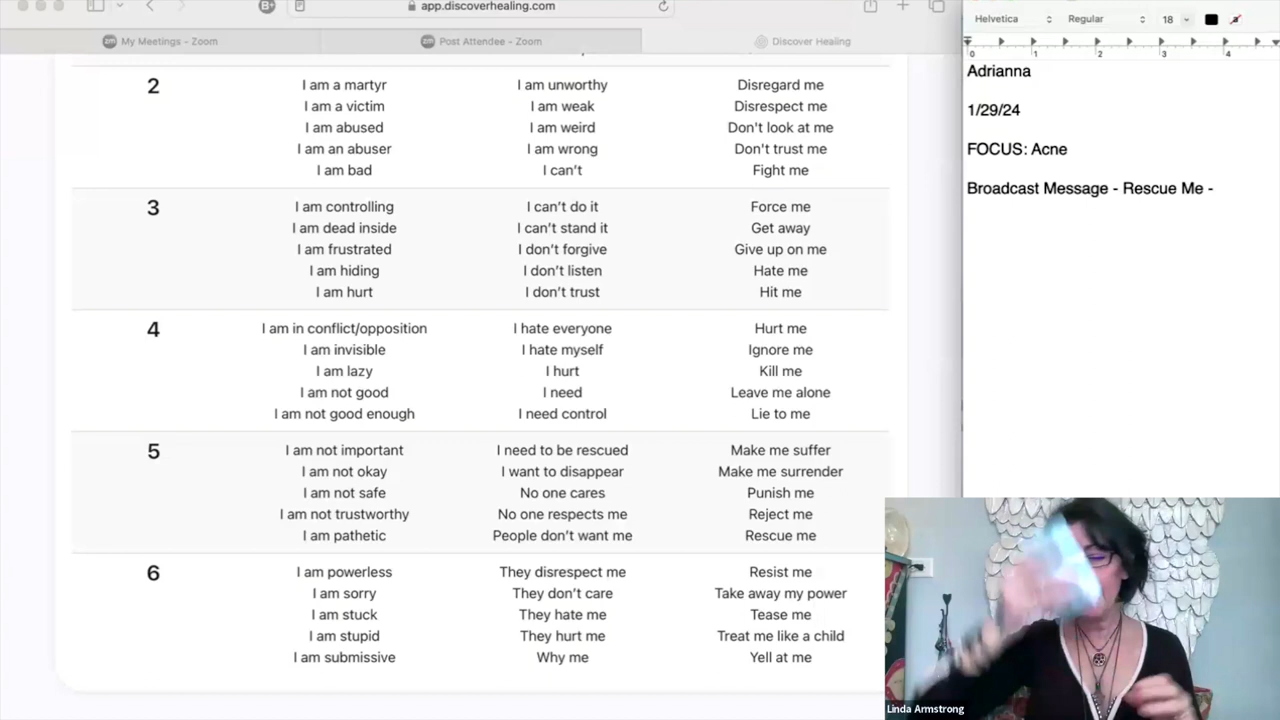 app.discoverhealing.com
My Meetings - Zoom
Post Attendee - Zoom
Discover Healing
Helvetica
Regular
18
0 1 2 3 4
2
I am a martyr I am unworthy Disregard me
I am a victim I am weak Disrespect me
I am abused I am weird Don't look at me
I am an abuser I am wrong Don't trust me
I am bad I can't Fight me
3
I am controlling I can't do it Force me
I am dead inside I can't stand it Get away
I am frustrated I don't forgive Give up on me
I am hiding I don't listen Hate me
I am hurt I don't trust Hit me
4
I am in conflict/opposition I hate everyone Hurt me
I am invisible I hate myself Ignore me
I am lazy I hurt Kill me
I am not good I need Leave me alone
I am not good enough I need control Lie to me
5
I am not important I need to be rescued Make me suffer
I am not okay I want to disappear Make me surrender
I am not safe No one cares Punish me
I am not trustworthy No one respects me Reject me
I am pathetic People don't want me Rescue me
6
I am powerless They disrespect me Resist me
I am sorry They don't care Take away my power
I am stuck They hate me Tease me
I am stupid They hurt me Treat me like a child
I am submissive Why me Yell at me
Adrianna
1/29/24
FOCUS: Acne
Broadcast Message - Rescue Me -
Linda Armstrong